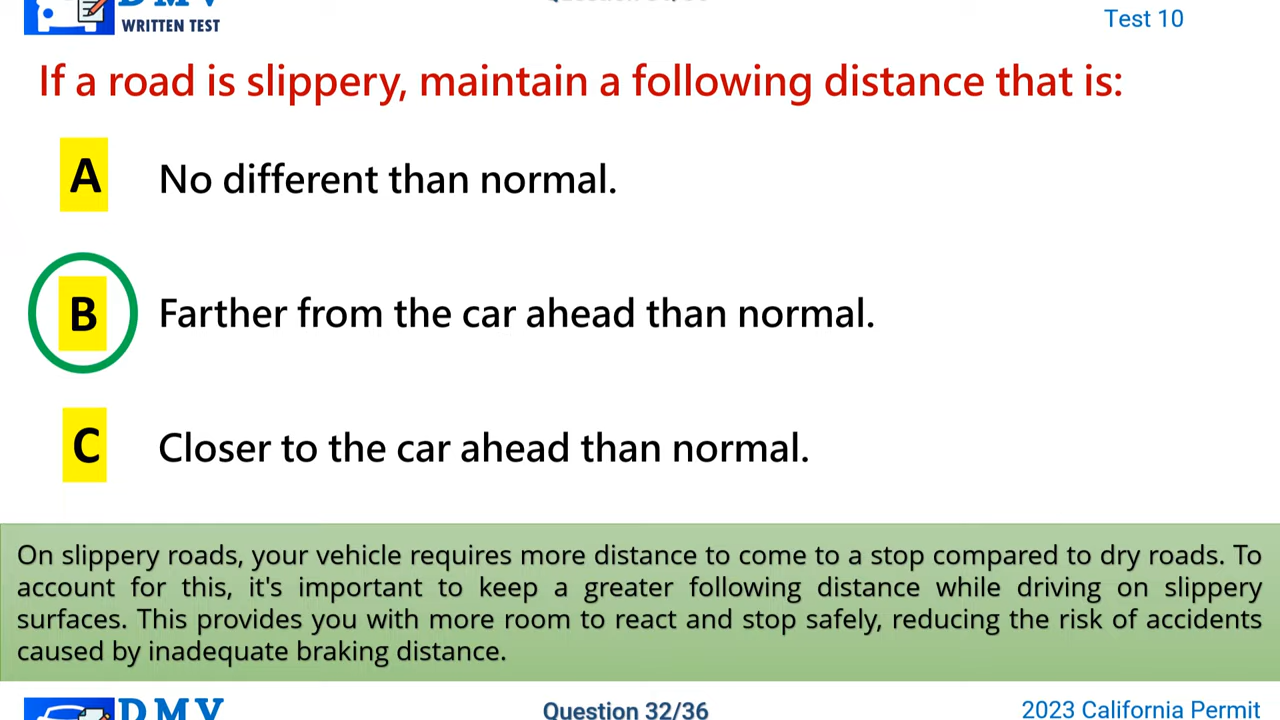 DMV
WRITTEN TEST
Test 10
If a road is slippery, maintain a following distance that is:
A No different than normal.
B Farther from the car ahead than normal.
C Closer to the car ahead than normal.
On slippery roads, your vehicle requires more distance to come to a stop compared to dry roads. To
account for this, it's important to keep a greater following distance while driving on slippery
surfaces. This provides you with more room to react and stop safely, reducing the risk of accidents
caused by inadequate braking distance.
DMV
Question 32/36
2023 California Permit